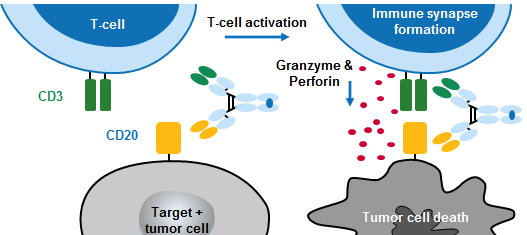 T-cell
T-cell activation
Immune synapse
formation
Granzyme &
Perforin
CD3
CD20
Target +
tumor cell
Tumor cell death